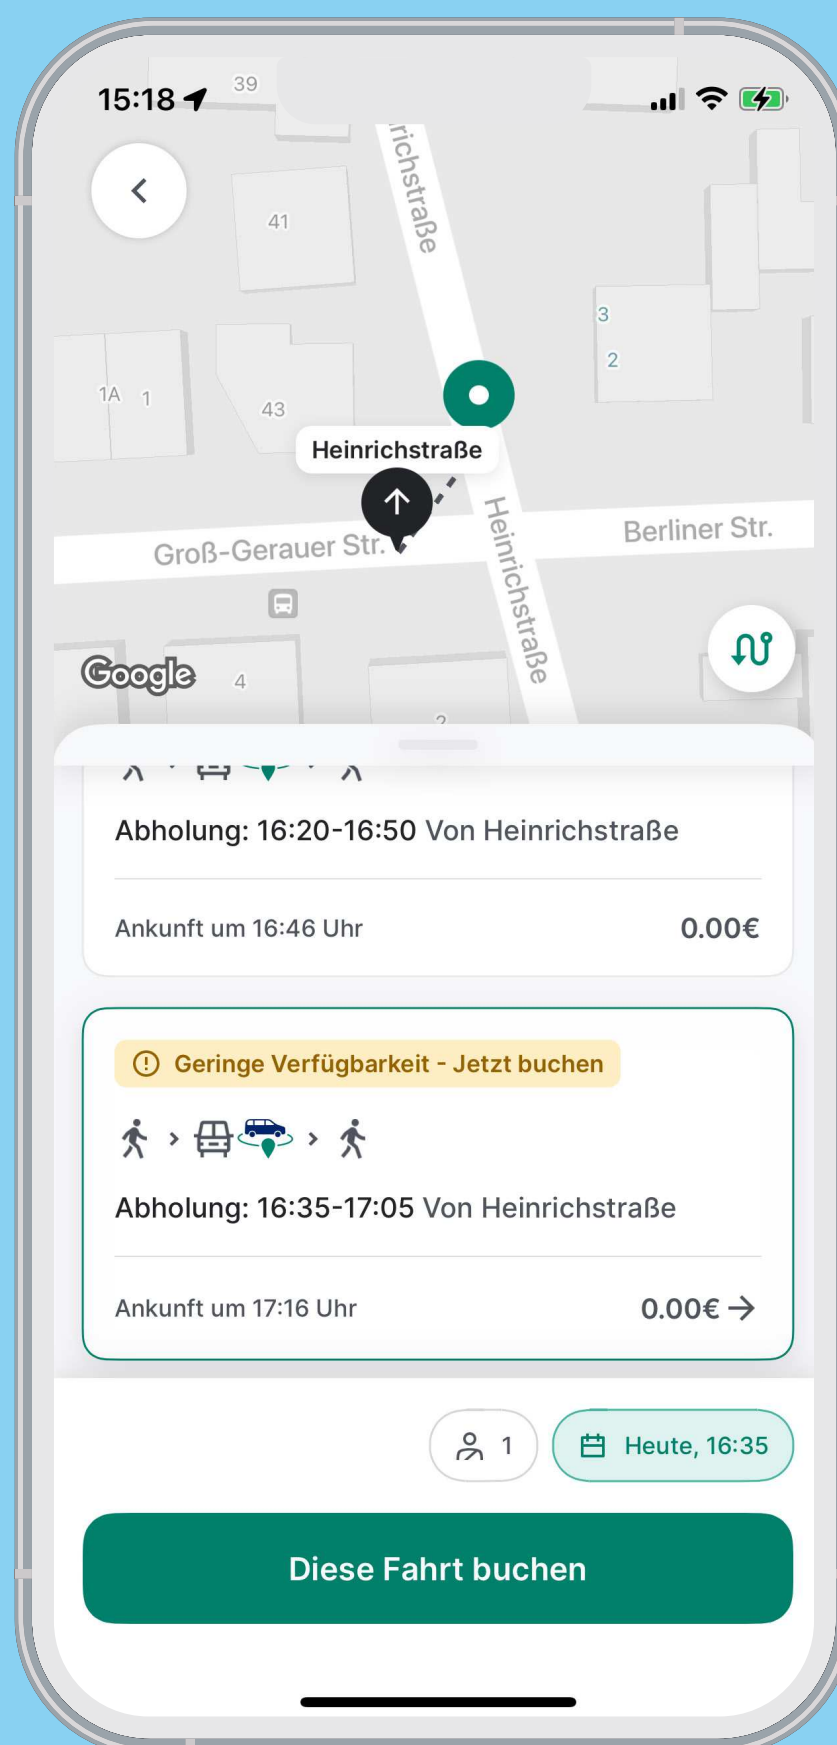 15:18
39
richstraße
41
3
2
1A
1
43
Heinrichstraße
Heinrichstraße
Groß-Gerauer Str.
Berliner Str.
Google
4
2
Abholung: 16:20-16:50 Von Heinrichstraße
Ankunft um 16:46 Uhr
0.00€
Geringe Verfügbarkeit - Jetzt buchen
Abholung: 16:35-17:05 Von Heinrichstraße
Ankunft um 17:16 Uhr
0.00€
1
Heute, 16:35
Diese Fahrt buchen